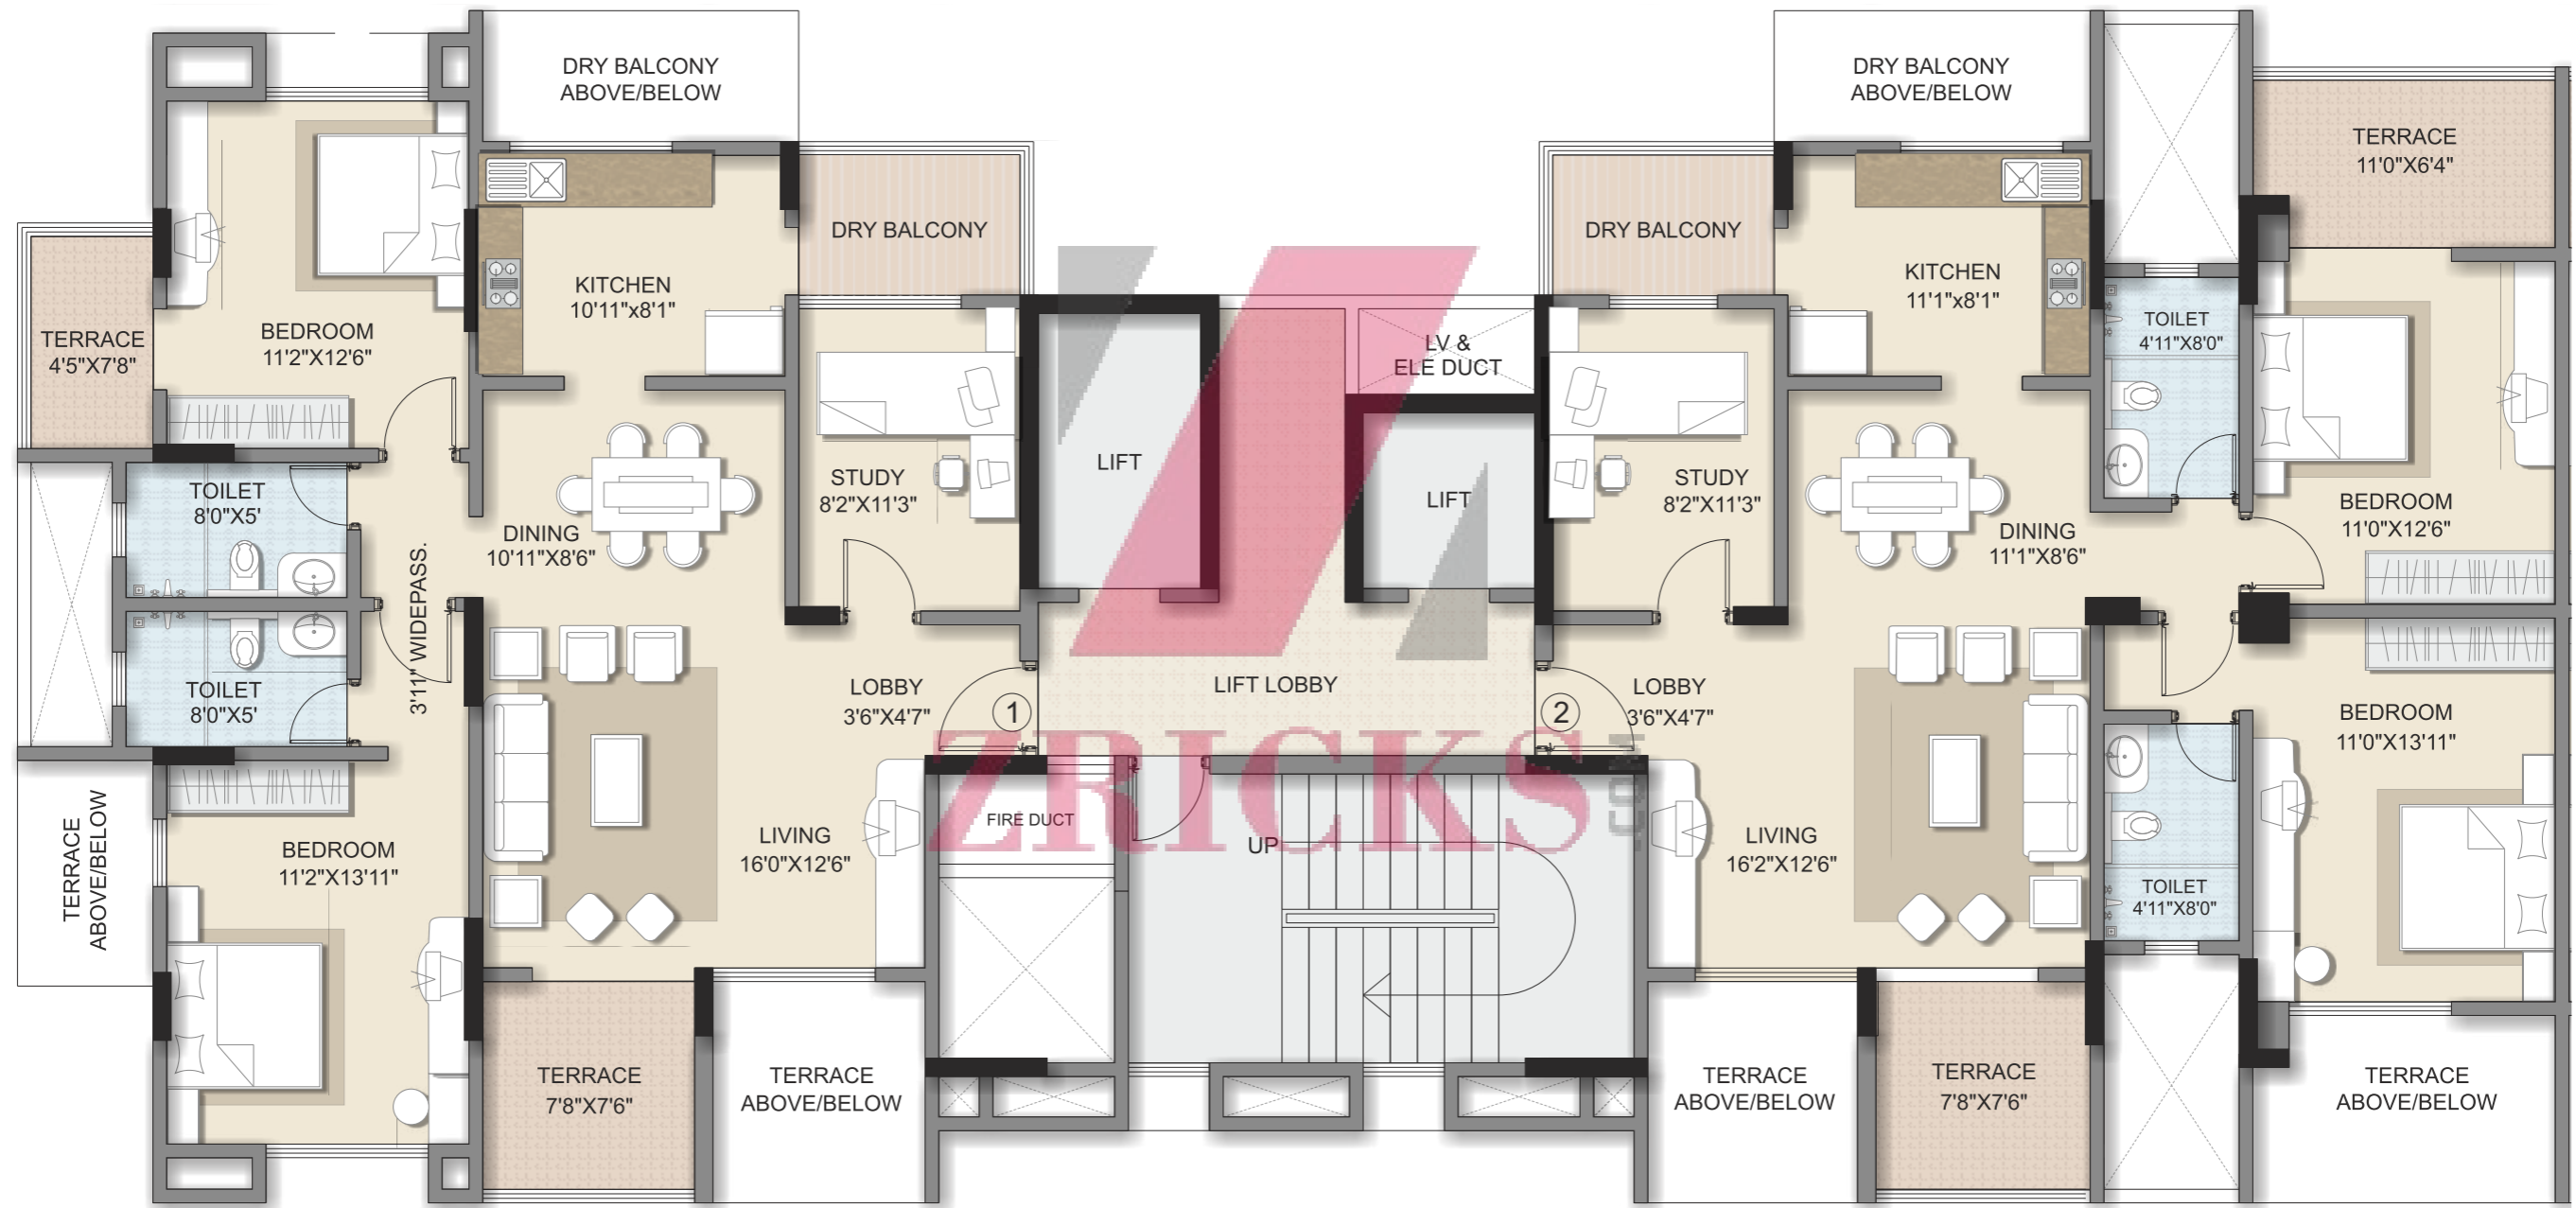 DRY BALCONY
ABOVE/BELOW
DRY BALCONY
ABOVE/BELOW
TERRACE
11'0"X6'4"
DRY BALCONY
DRY BALCONY
KITCHEN
10'11"x8'1"
KITCHEN
11'1"x8'1"
TERRACE
4'5"X7'8"
BEDROOM
11'2"X12'6"
LV &
ELE DUCT
TOILET
4'11"X8'0"
LIFT
LIFT
STUDY
8'2"X11'3"
STUDY
8'2"X11'3"
TOILET
8'0"X5'
DINING
10'11"X8'6"
DINING
11'1"X8'6"
BEDROOM
11'0"X12'6"
3'11" WIDEPASS.
TOILET
8'0"X5'
LOBBY
3'6"X4'7"
1
LIFT LOBBY
2
LOBBY
3'6"X4'7"
BEDROOM
11'0"X13'11"
ZRICKS
.COM
FIRE DUCT
UP
LIVING
16'0"X12'6"
LIVING
16'2"X12'6"
BEDROOM
11'2"X13'11"
TERRACE
ABOVE/BELOW
TOILET
4'11"X8'0"
TERRACE
7'8"X7'6"
TERRACE
ABOVE/BELOW
TERRACE
ABOVE/BELOW
TERRACE
7'8"X7'6"
TERRACE
ABOVE/BELOW